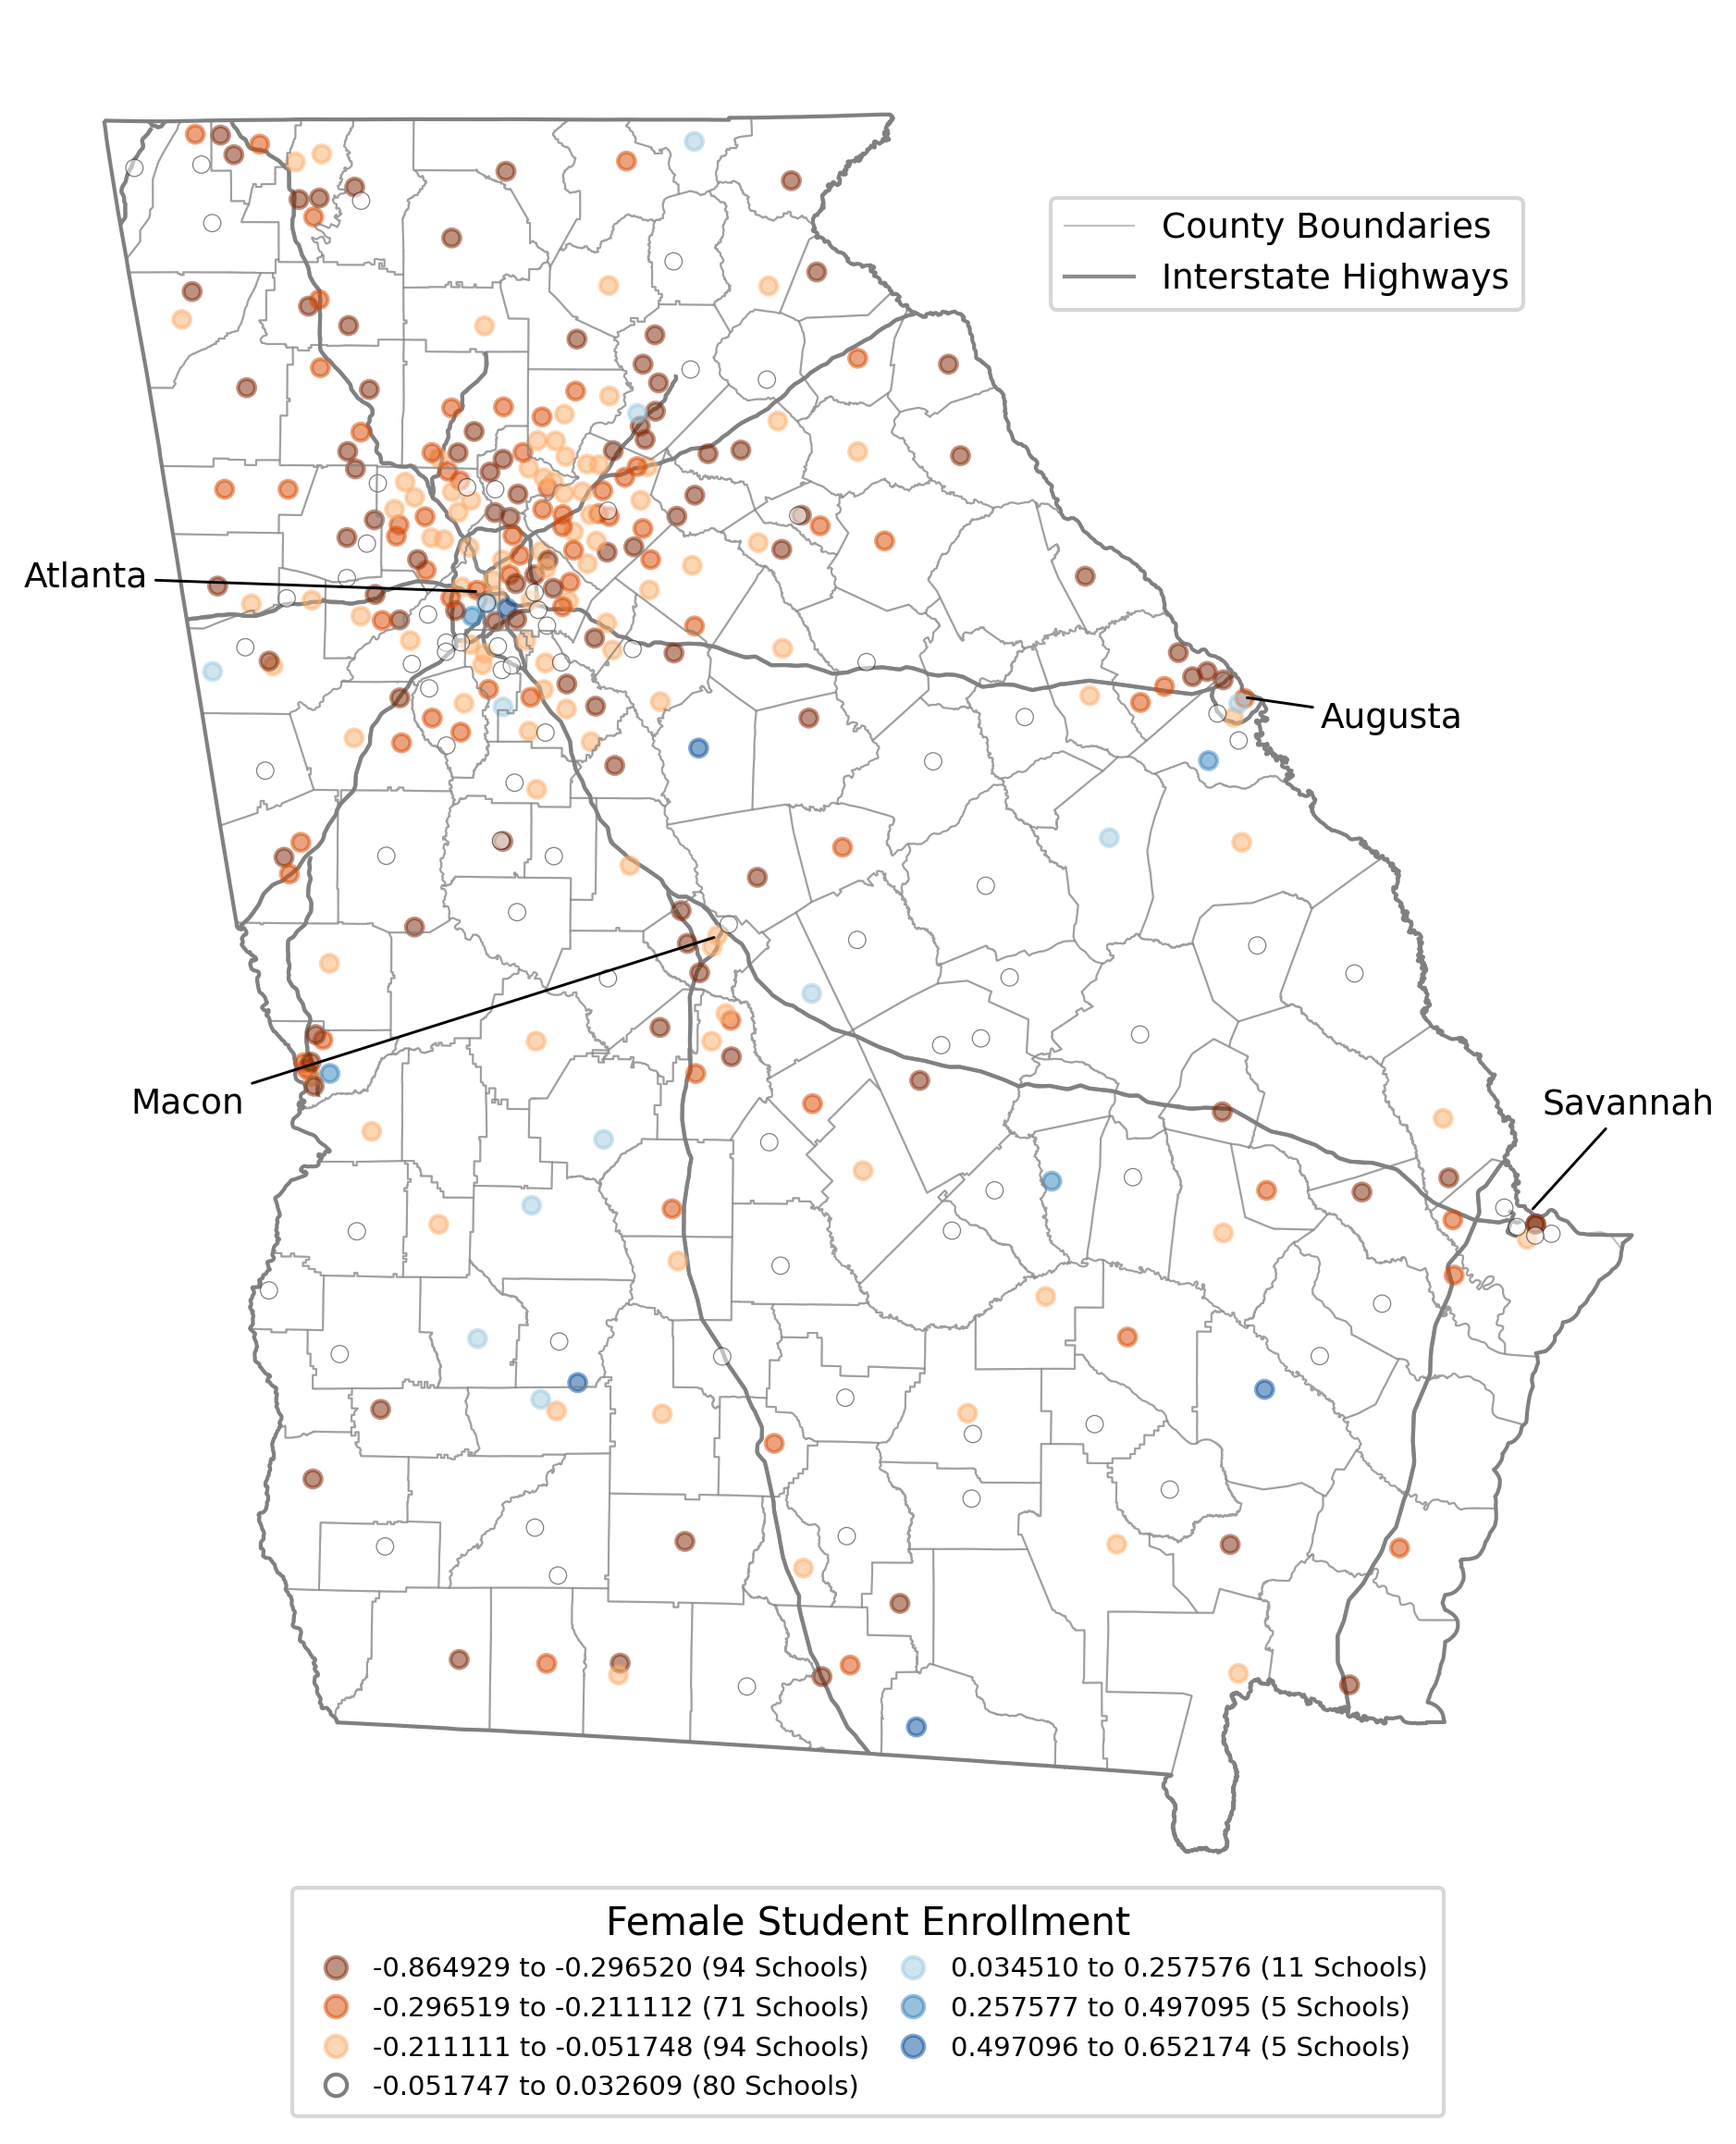 County Boundaries
Interstate Highways
Atlanta
Augusta
Macon
Savannah
Female Student Enrollment
-0.864929 to -0.296520 (94 Schools)
-0.296519 to -0.211112 (71 Schools)
-0.211111 to -0.051748 (94 Schools)
-0.051747 to 0.032609 (80 Schools)
0.034510 to 0.257576 (11 Schools)
0.257577 to 0.497095 (5 Schools)
0.497096 to 0.652174 (5 Schools)